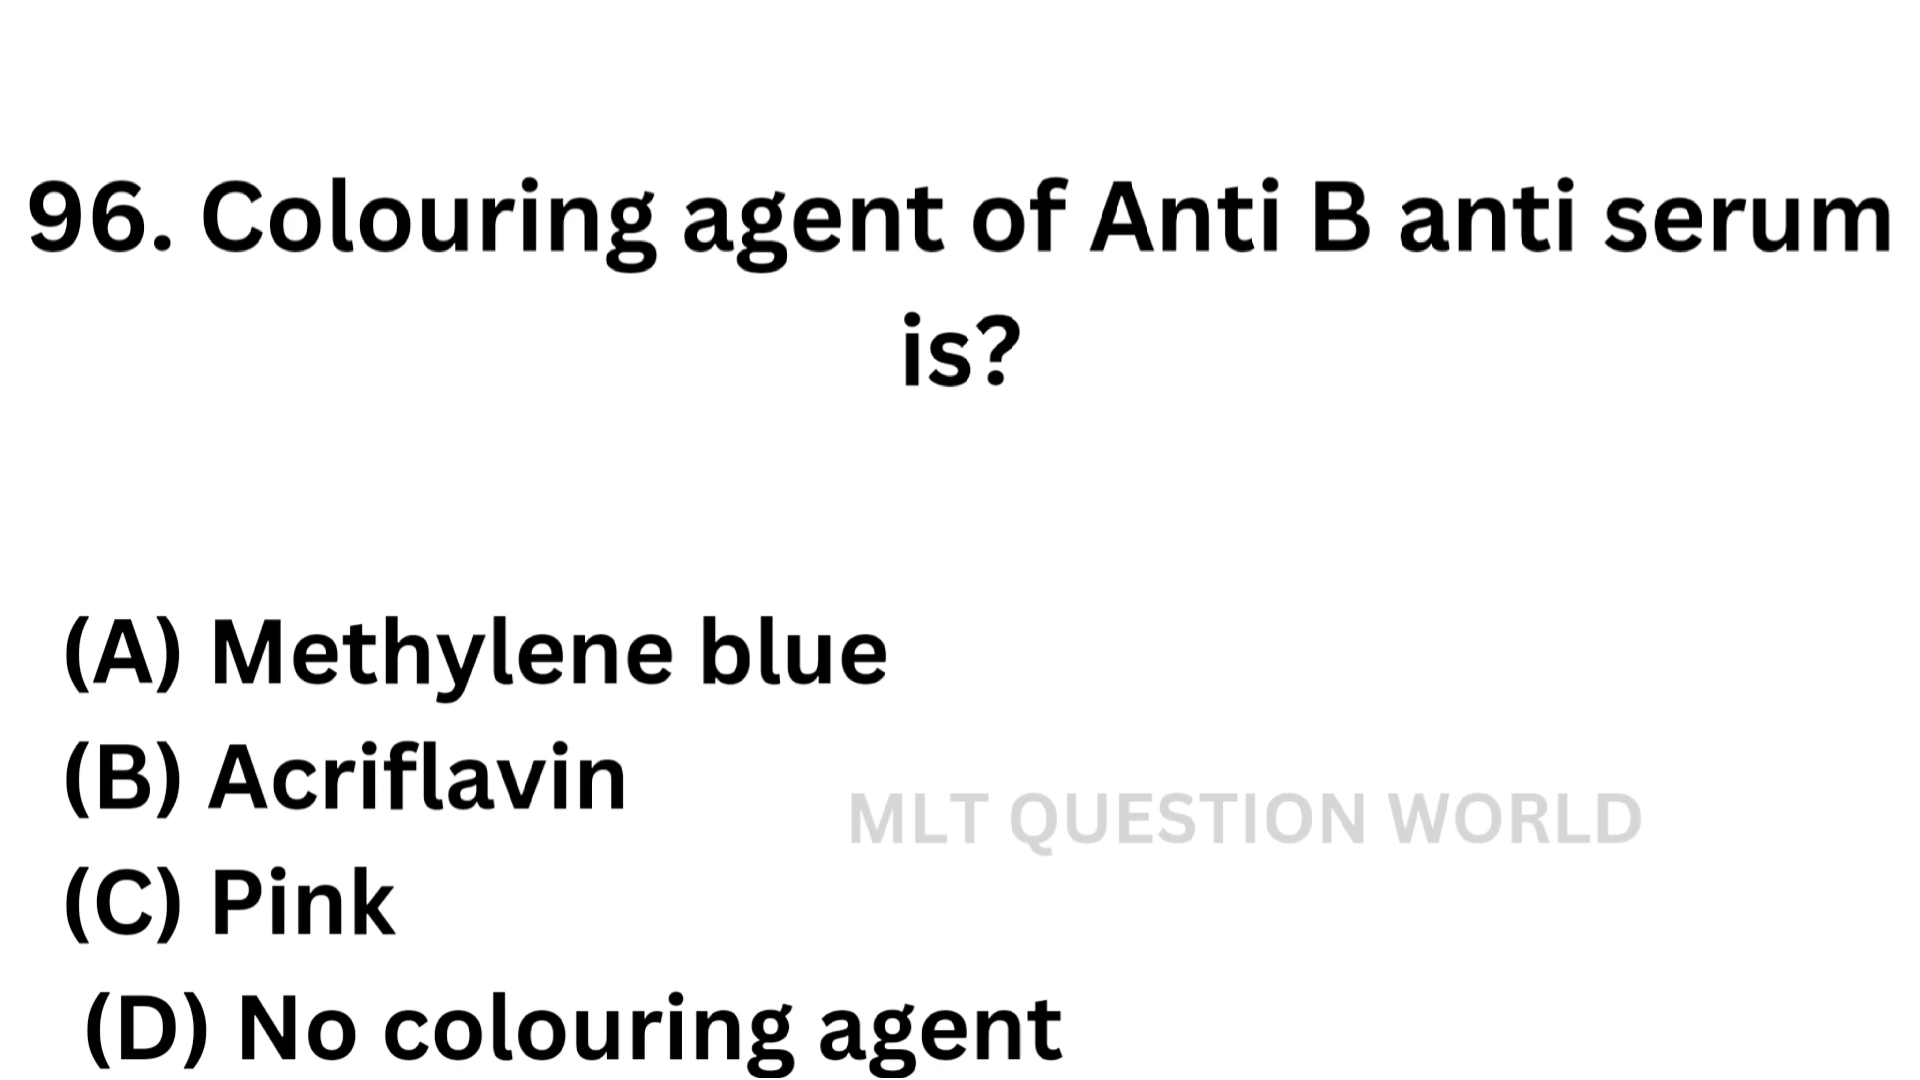 96. Colouring agent of Anti B anti serum
is?
(A) Methylene blue
(B) Acriflavin
MLT QUESTION WORLD
(C) Pink
(D) No colouring agent